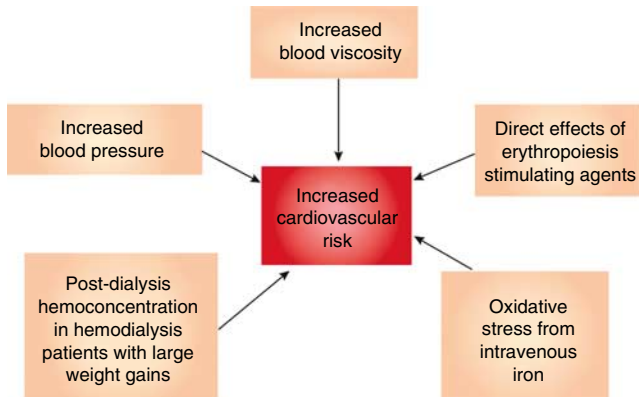 Increased
blood viscosity
Increased
blood pressure
Direct effects of
erythropoiesis
stimulating agents
Increased
cardiovascular
risk
Post-dialysis
hemoconcentration
in hemodialysis
patients with large
weight gains
Oxidative
stress from
intravenous
iron